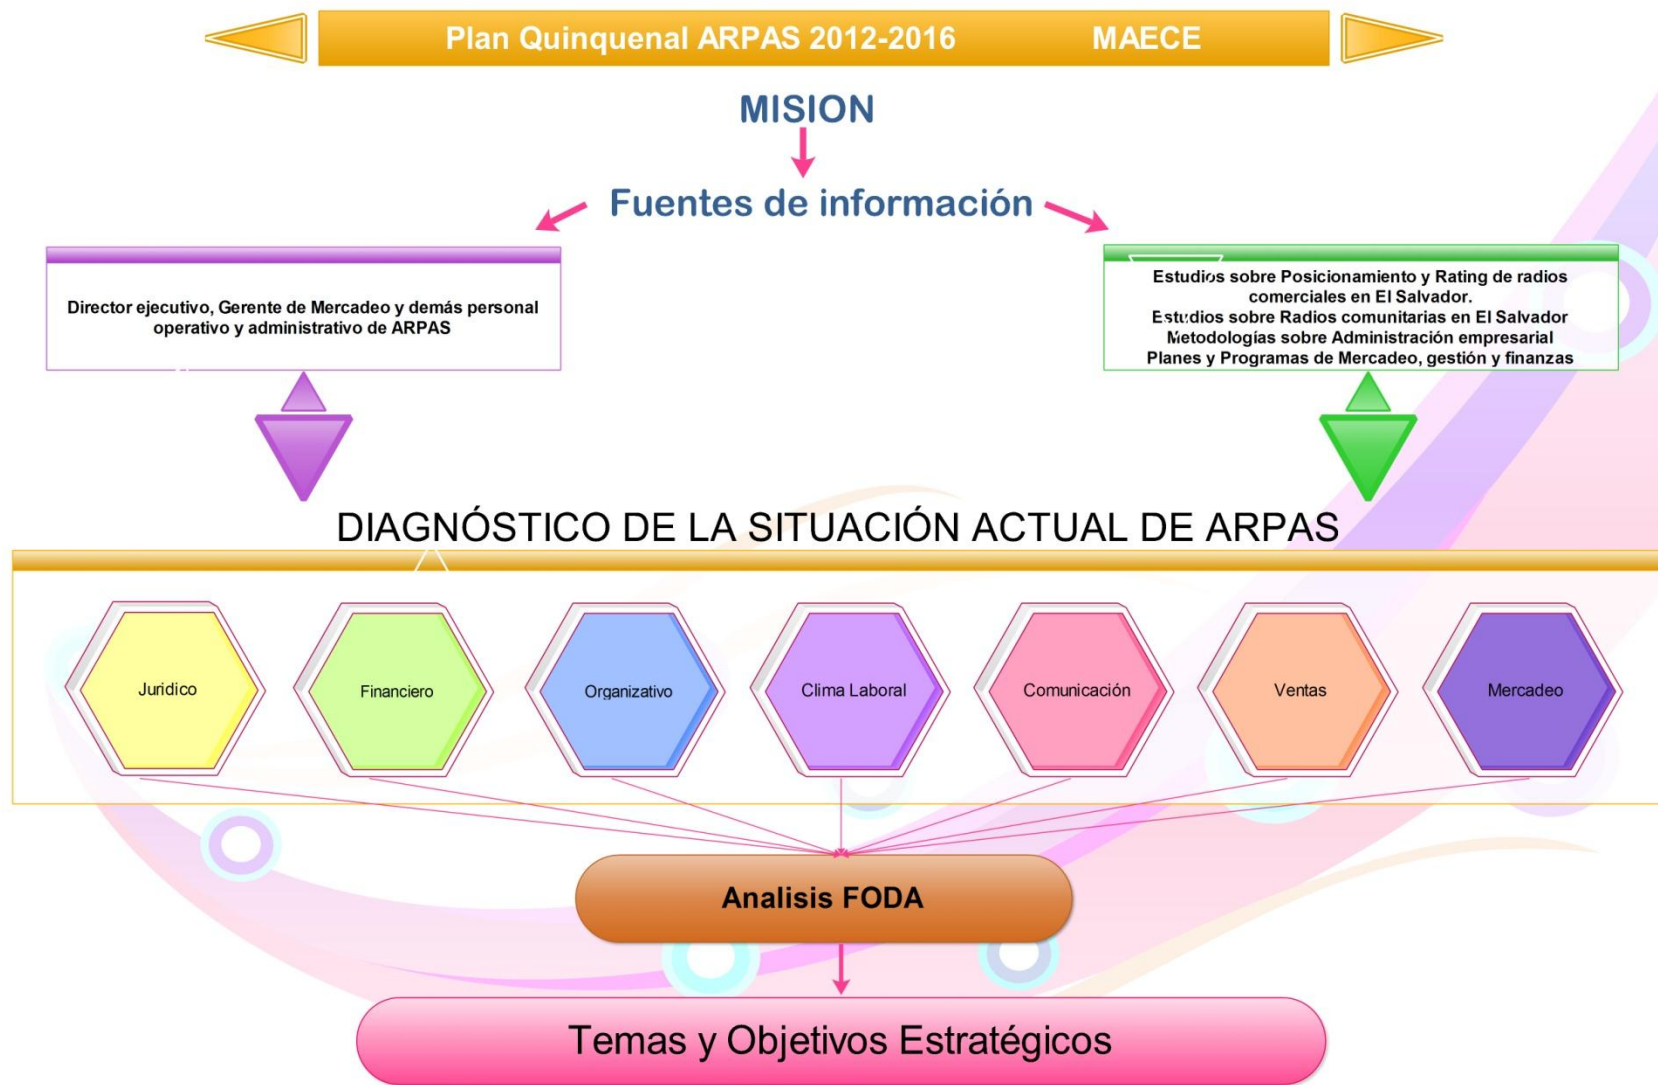 Plan Quinquenal ARPAS 2012-2016 MAECE
MISION
Fuentes de información
Director ejecutivo, Gerente de Mercadeo y demás personal
operativo y administrativo de ARPAS
Estudios sobre Posicionamiento y Rating de radios
comerciales en El Salvador.
Estudios sobre Radios comunitarias en El Salvador
Metodologías sobre Administración empresarial
Planes y Programas de Mercadeo, gestión y finanzas
DIAGNÓSTICO DE LA SITUACIÓN ACTUAL DE ARPAS
Juridico
Financiero
Organizativo
Clima Laboral
Comunicación
Ventas
Mercadeo
Analisis FODA
Temas y Objetivos Estratégicos